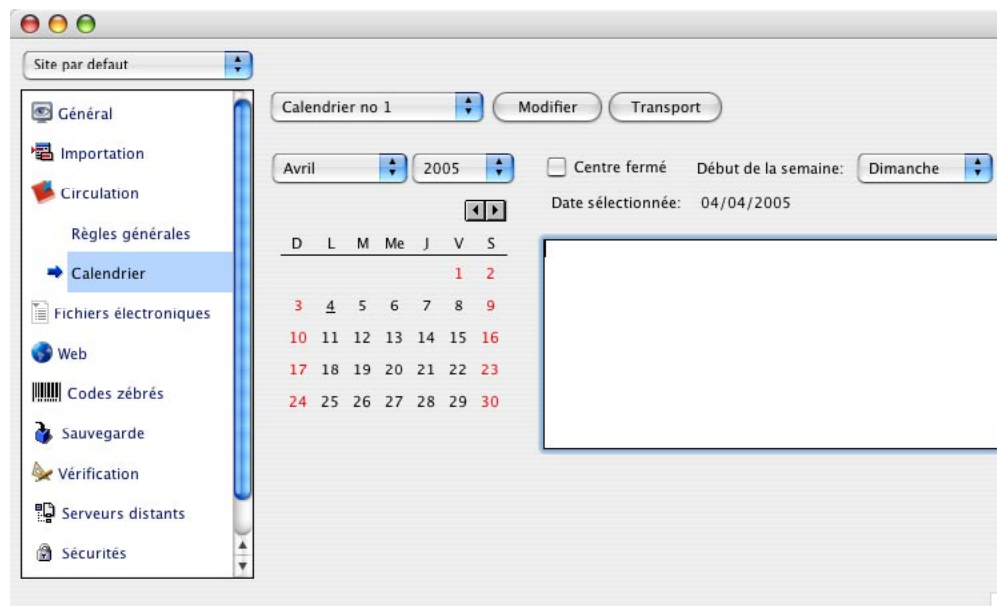 Site par defaut
Général
Importation
Circulation
Règles générales
Calendrier
Fichiers électroniques
Web
Codes zébrés
Sauvegarde
Vérification
Serveurs distants
Sécurités
Calendrier no 1 Modifier Transport
Avril 2005 Centre fermé Début de la semaine: Dimanche
Date sélectionnée: 04/04/2005
D L M Me J V S
1 2
3 4 5 6 7 8 9
10 11 12 13 14 15 16
17 18 19 20 21 22 23
24 25 26 27 28 29 30